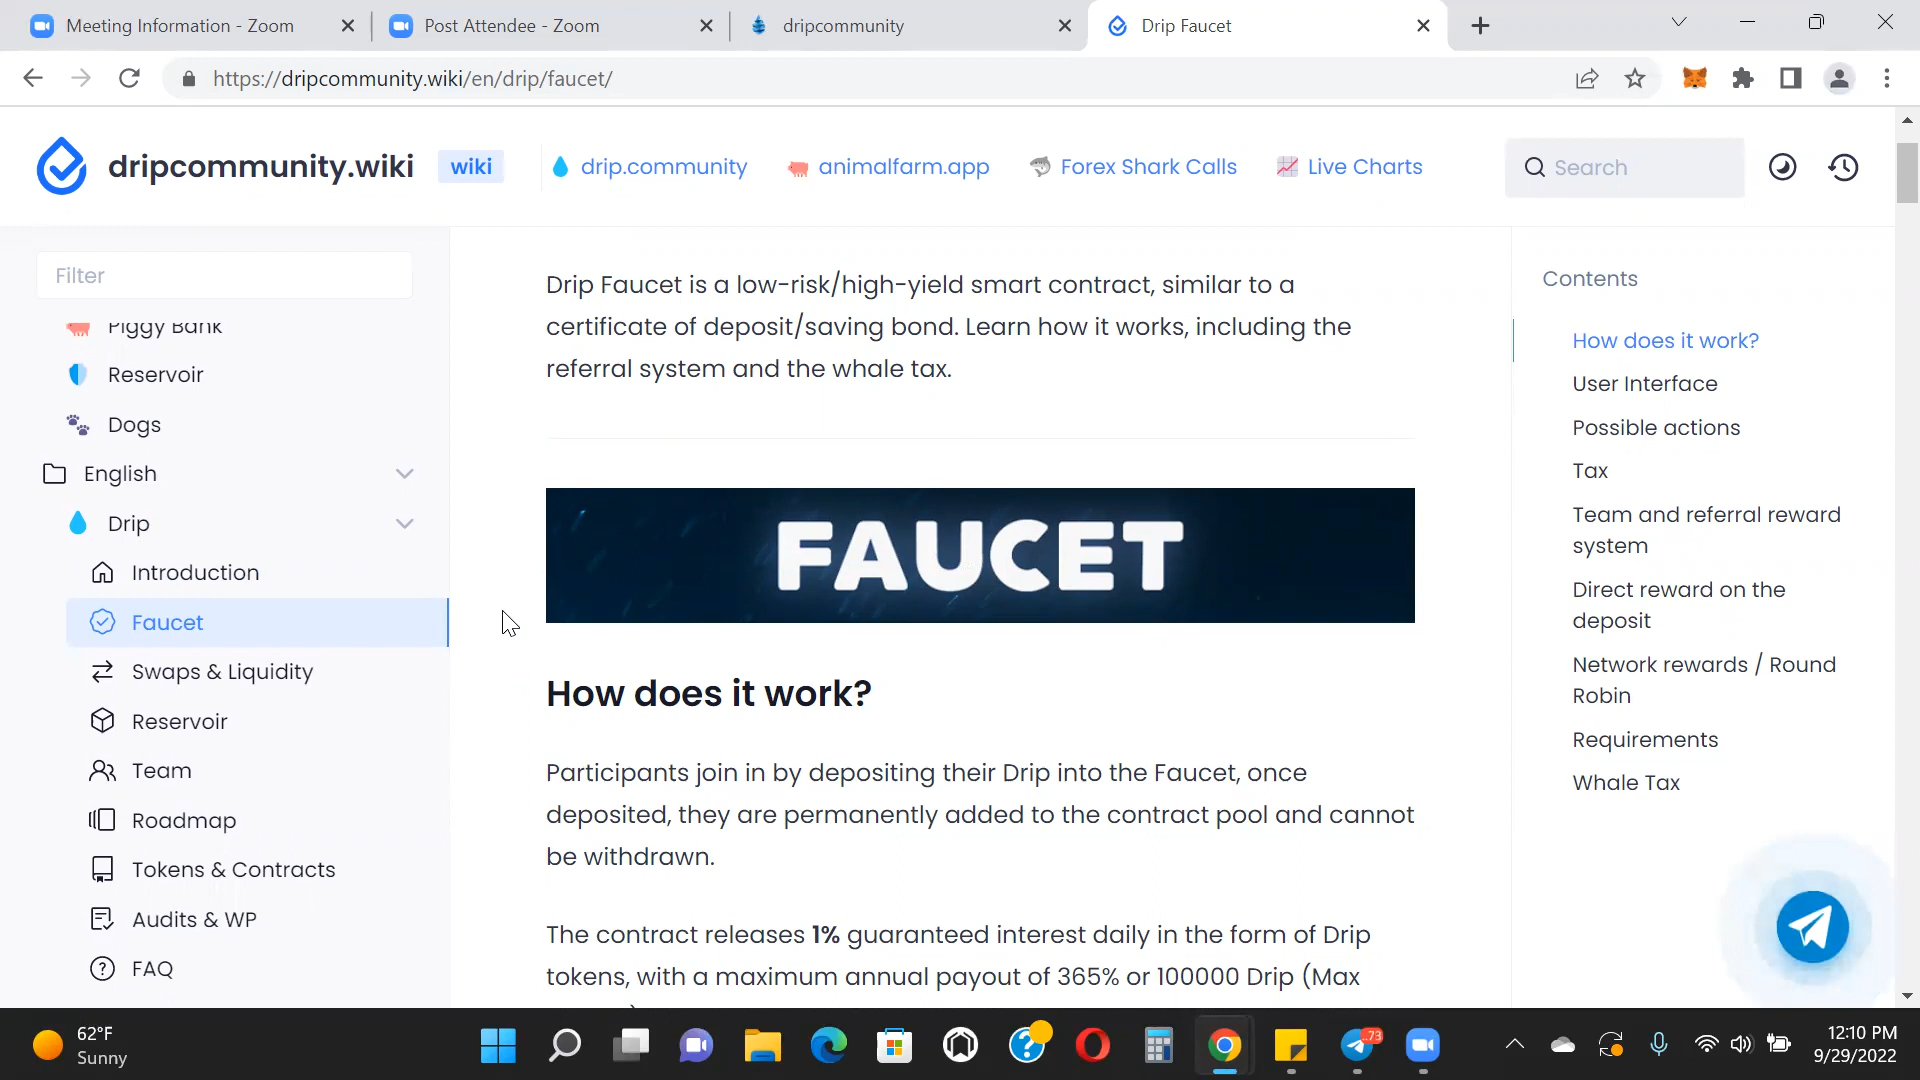 Meeting Information - Zoom
Post Attendee - Zoom
dripcommunity
Drip Faucet
https://dripcommunity.wiki/en/drip/faucet/
dripcommunity.wiki
wiki
drip.community
animalfarm.app
Forex Shark Calls
Live Charts
Search
Filter
Piggy Bank
Reservoir
Dogs
English
Drip
Introduction
Faucet
Swaps & Liquidity
Reservoir
Team
Roadmap
Tokens & Contracts
Audits & WP
FAQ
Drip Faucet is a low-risk/high-yield smart contract, similar to a
certificate of deposit/saving bond. Learn how it works, including the
referral system and the whale tax.
FAUCET
How does it work?
Participants join in by depositing their Drip into the Faucet, once
deposited, they are permanently added to the contract pool and cannot
be withdrawn.
The contract releases 1% guaranteed interest daily in the form of Drip
tokens, with a maximum annual payout of 365% or 100000 Drip (Max
Contents
How does it work?
User Interface
Possible actions
Tax
Team and referral reward
system
Direct reward on the
deposit
Network rewards / Round
Robin
Requirements
Whale Tax
62°F
Sunny
73
12:10 PM
9/29/2022